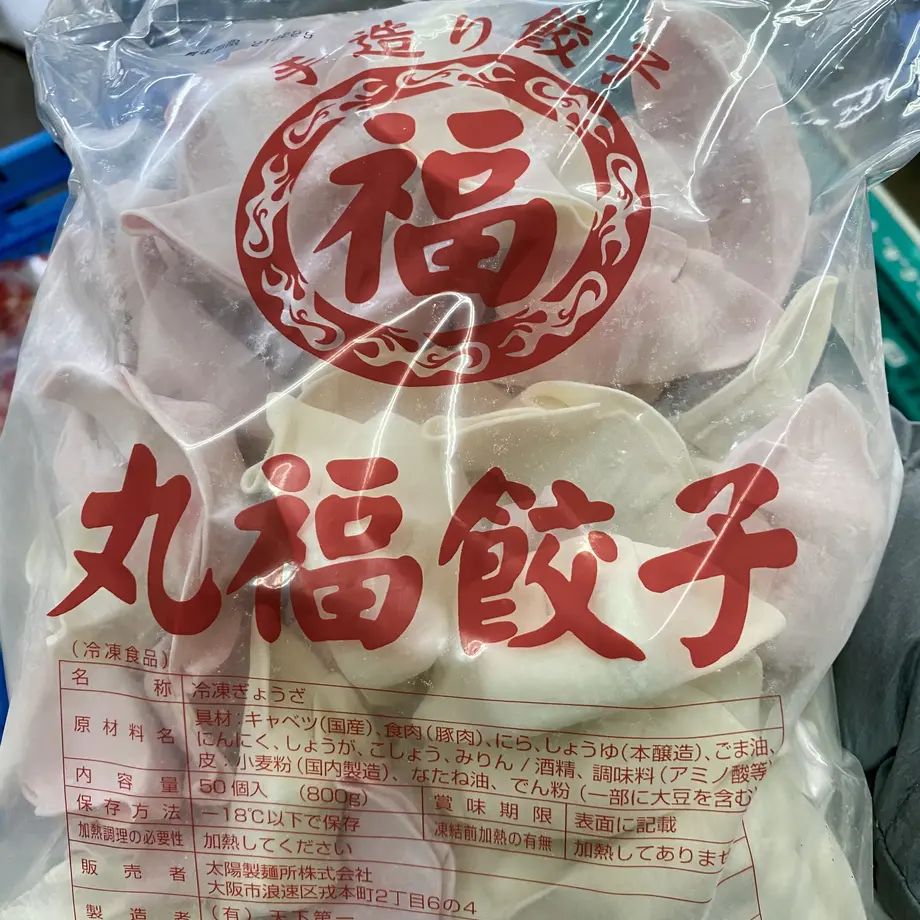 手造り餃子
福
丸福餃子
(冷凍食品)
名称 冷凍ぎょうざ
原材料名 具材:キャベツ(国産)、食肉(豚肉)、にら、しょうゆ(本醸造)、ごま油、
にんにく、しょうが、こしょう、みりん/酒精、調味料(アミノ酸等)
皮:小麦粉(国内製造)、なたね油、でん粉(一部に大豆を含む
内容量 50個入 (800g) 賞味期限 表面に記載
保存方法 -18℃以下で保存 凍結前加熱の有無 加熱してありませ
加熱調理の必要性 加熱してください
販売者 太陽製麺所株式会社
大阪市浪速区戎本町2丁目6の4
製造者 (有)天下第一